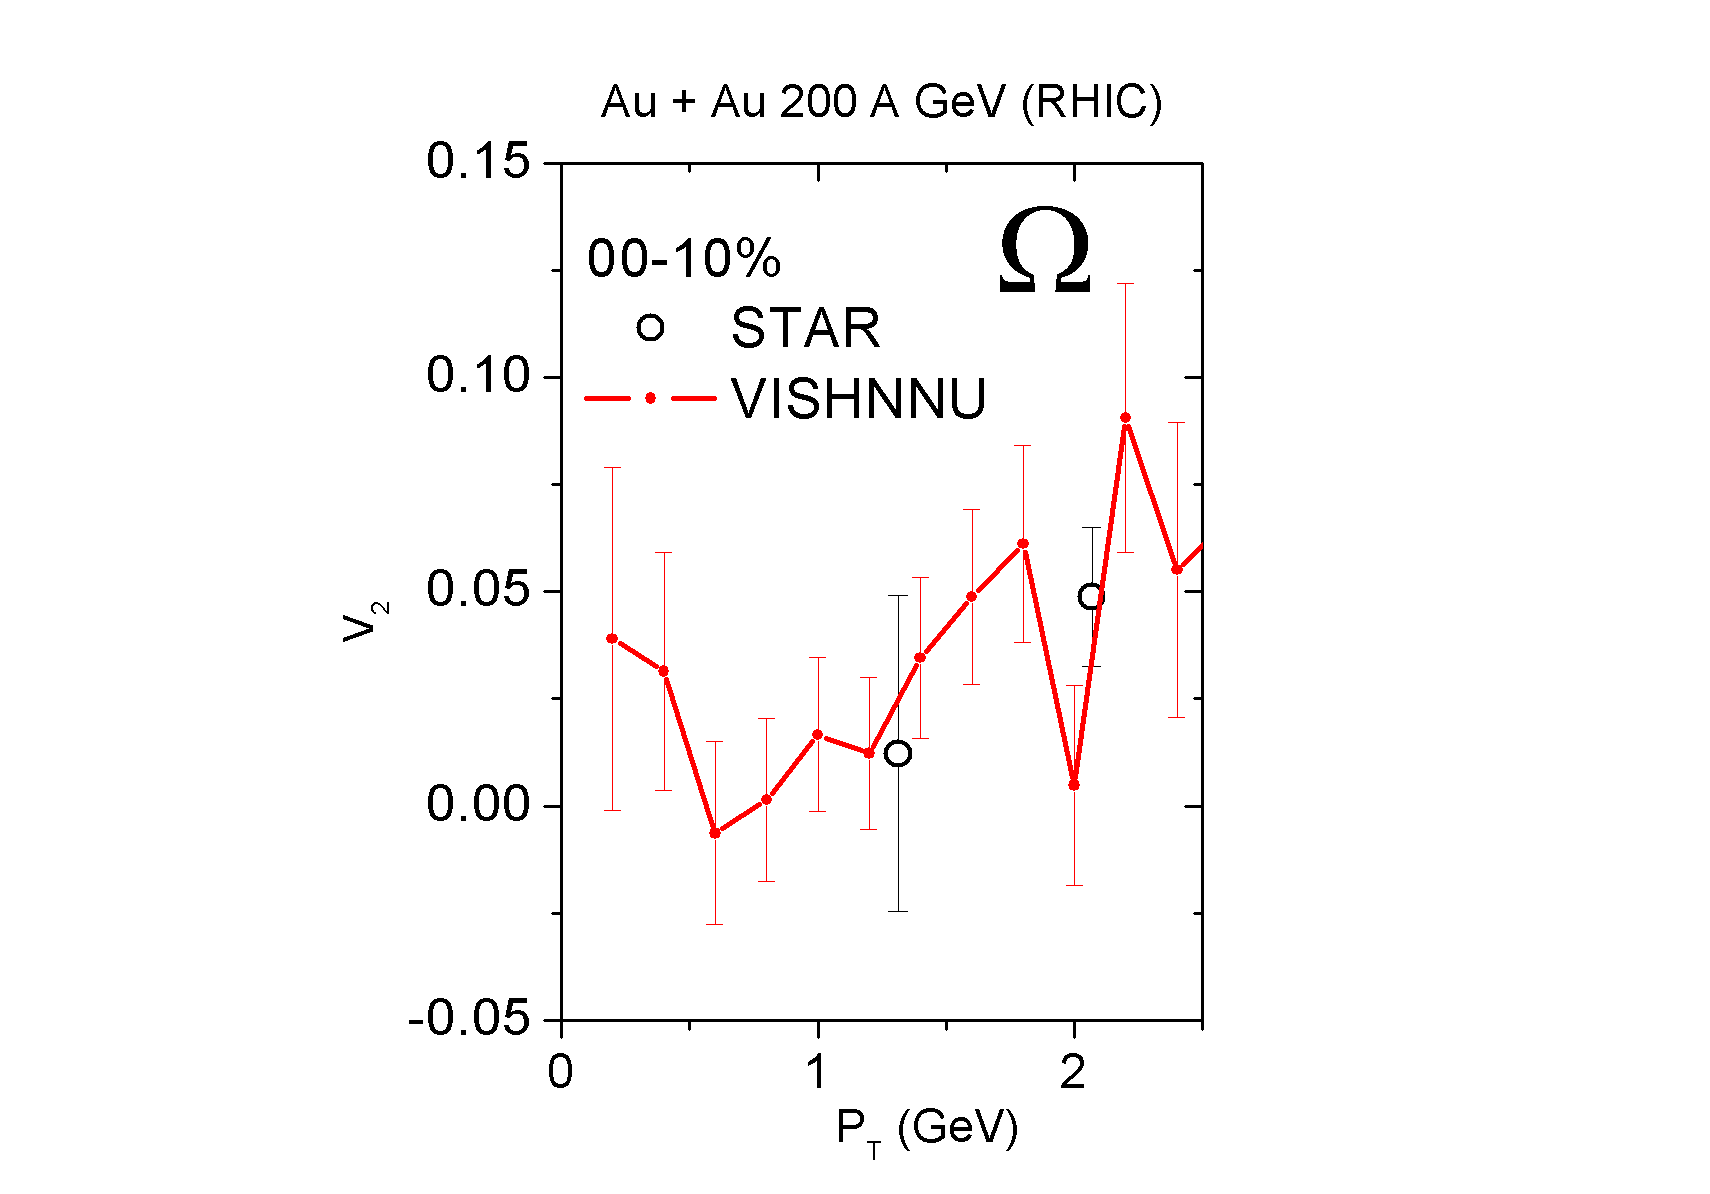 Au + Au 200 A GeV (RHIC)
0.15
00-10%
Ω
STAR
0.10
VISHNNU
0.05
V2
0.00
-0.05
0 1 2
PT (GeV)